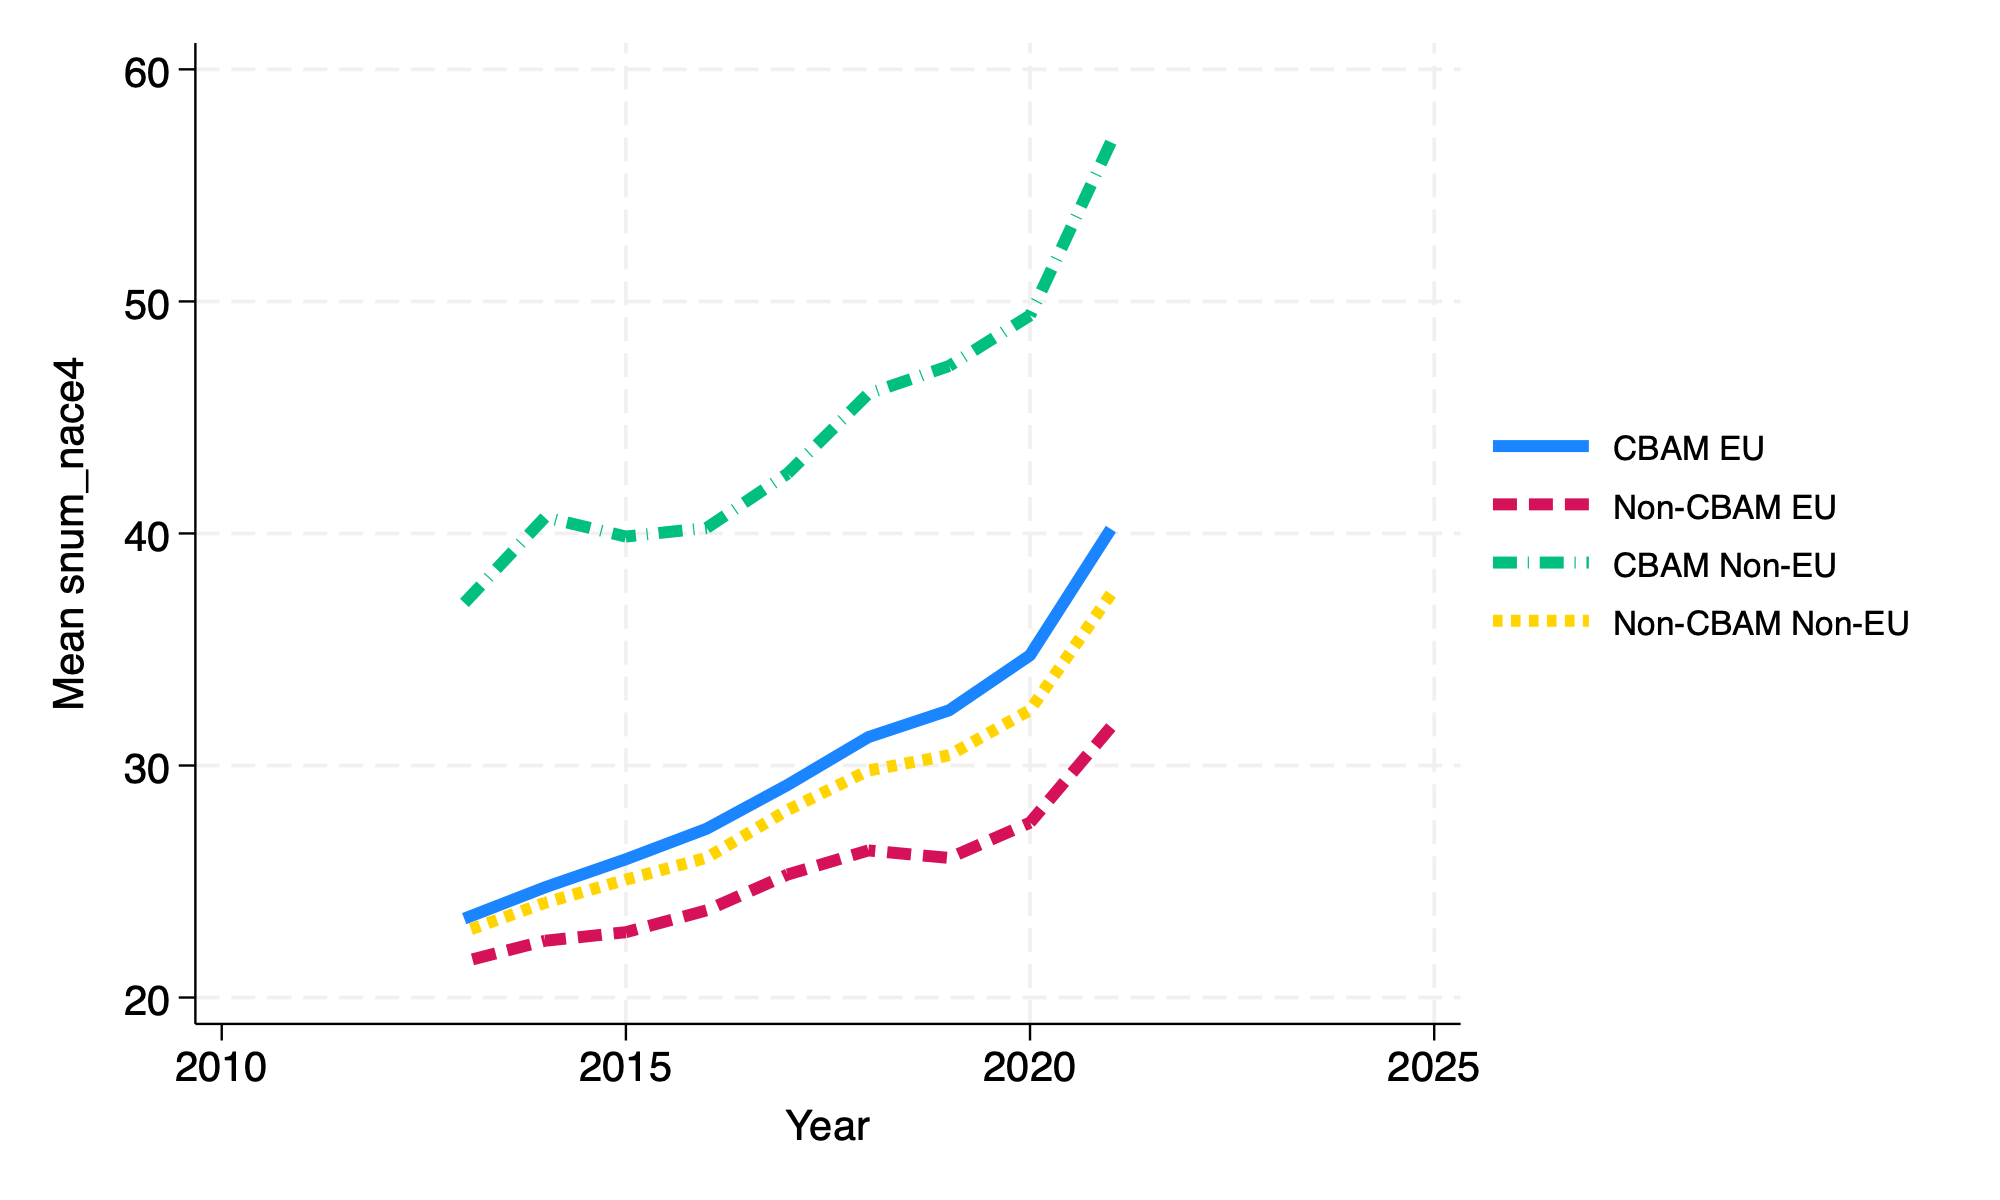 60
50
40
30
20
Mean snum_nace4
2010 2015 2020 2025
Year
CBAM EU
Non-CBAM EU
CBAM Non-EU
Non-CBAM Non-EU